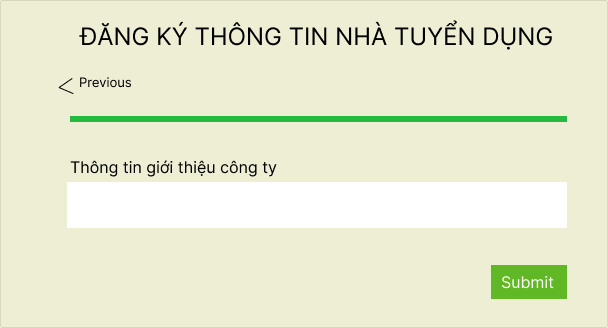 ĐĂNG KÝ THÔNG TIN NHÀ TUYỂN DỤNG
Previous
Thông tin giới thiệu công ty
Submit